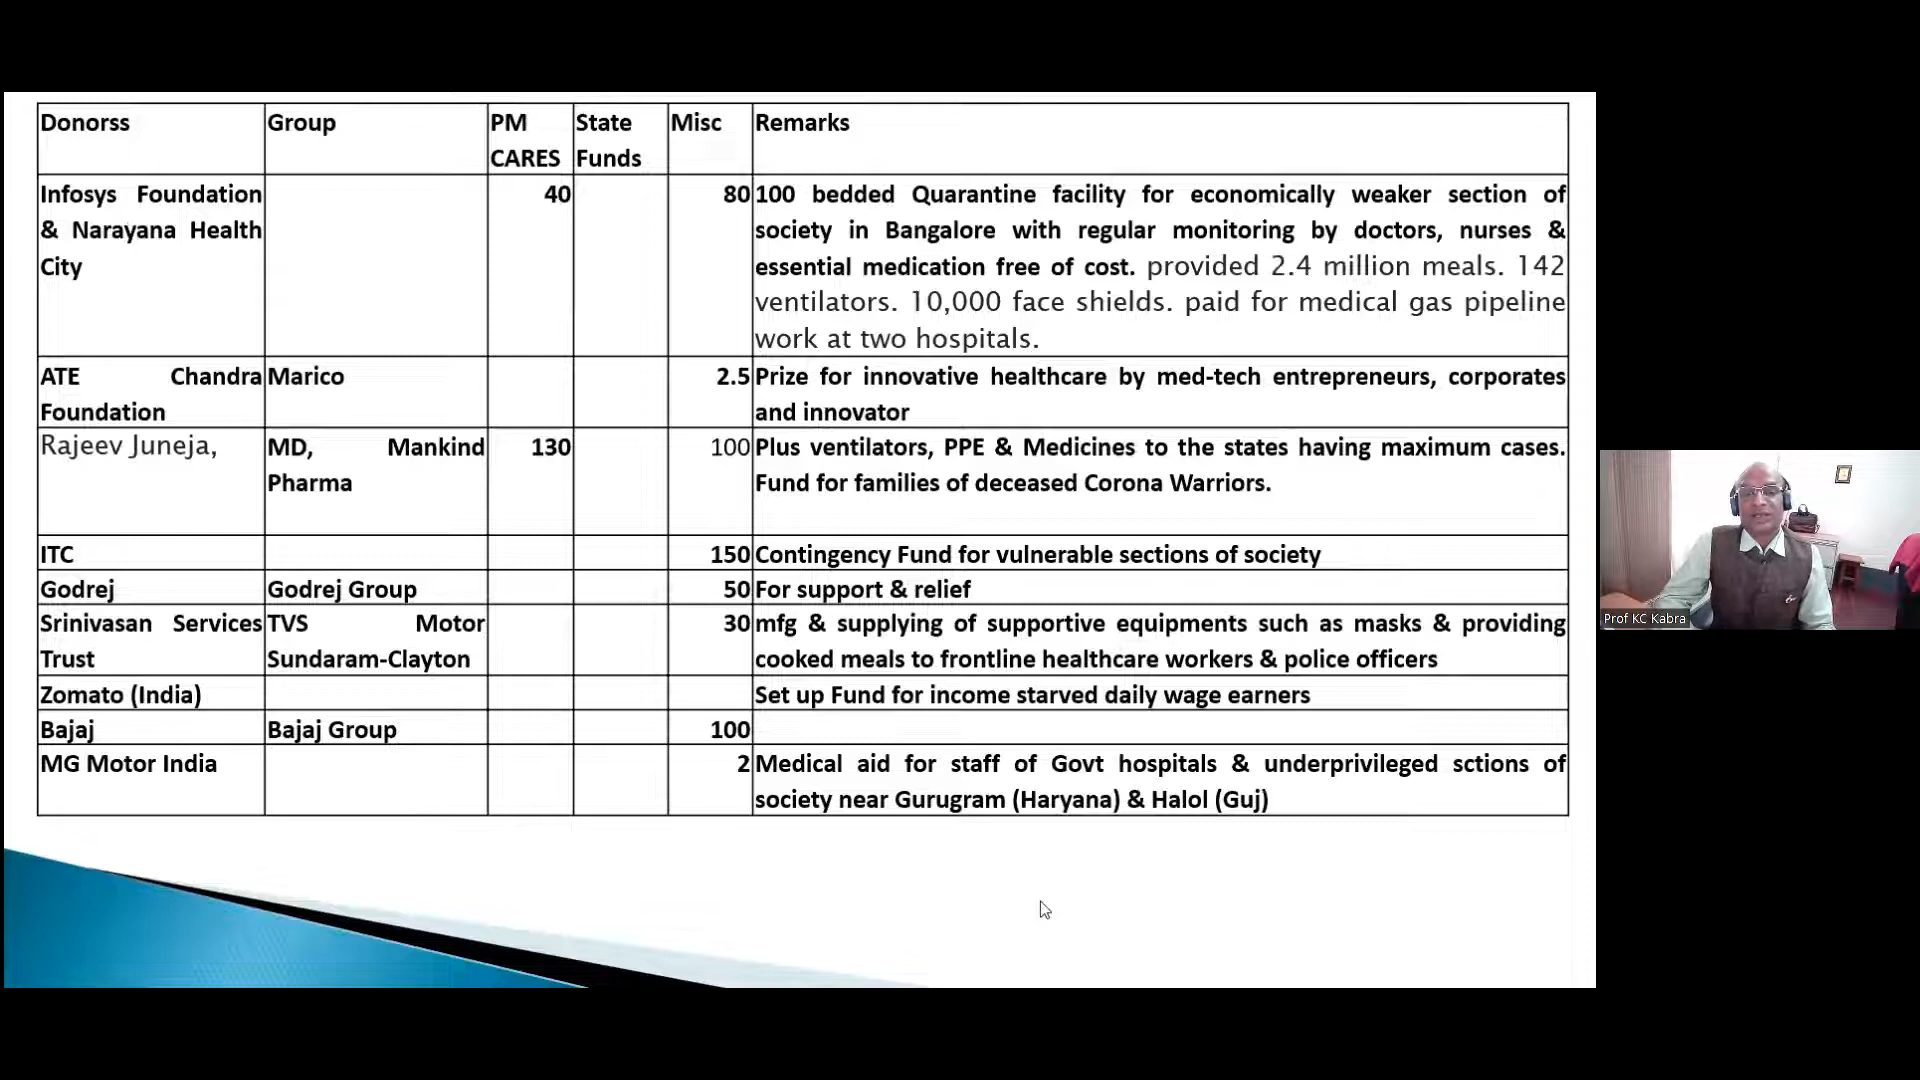 Donorss Group PM CARES State Funds Misc Remarks
Infosys Foundation & Narayana Health City 40 80 100 bedded Quarantine facility for economically weaker section of
society in Bangalore with regular monitoring by doctors, nurses &
essential medication free of cost. provided 2.4 million meals. 142
ventilators. 10,000 face shields. paid for medical gas pipeline
work at two hospitals.
ATE Chandra Foundation Marico 2.5 Prize for innovative healthcare by med-tech entrepreneurs, corporates
and innovator
Rajeev Juneja, MD, Mankind Pharma 130 100 Plus ventilators, PPE & Medicines to the states having maximum cases.
Fund for families of deceased Corona Warriors.
ITC 150 Contingency Fund for vulnerable sections of society
Godrej Godrej Group 50 For support & relief
Srinivasan Services Trust TVS Motor Sundaram-Clayton 30 mfg & supplying of supportive equipments such as masks & providing
cooked meals to frontline healthcare workers & police officers
Zomato (India) Set up Fund for income starved daily wage earners
Bajaj Bajaj Group 100
MG Motor India 2 Medical aid for staff of Govt hospitals & underprivileged sctions of
society near Gurugram (Haryana) & Halol (Guj)
Prof KC Kabra